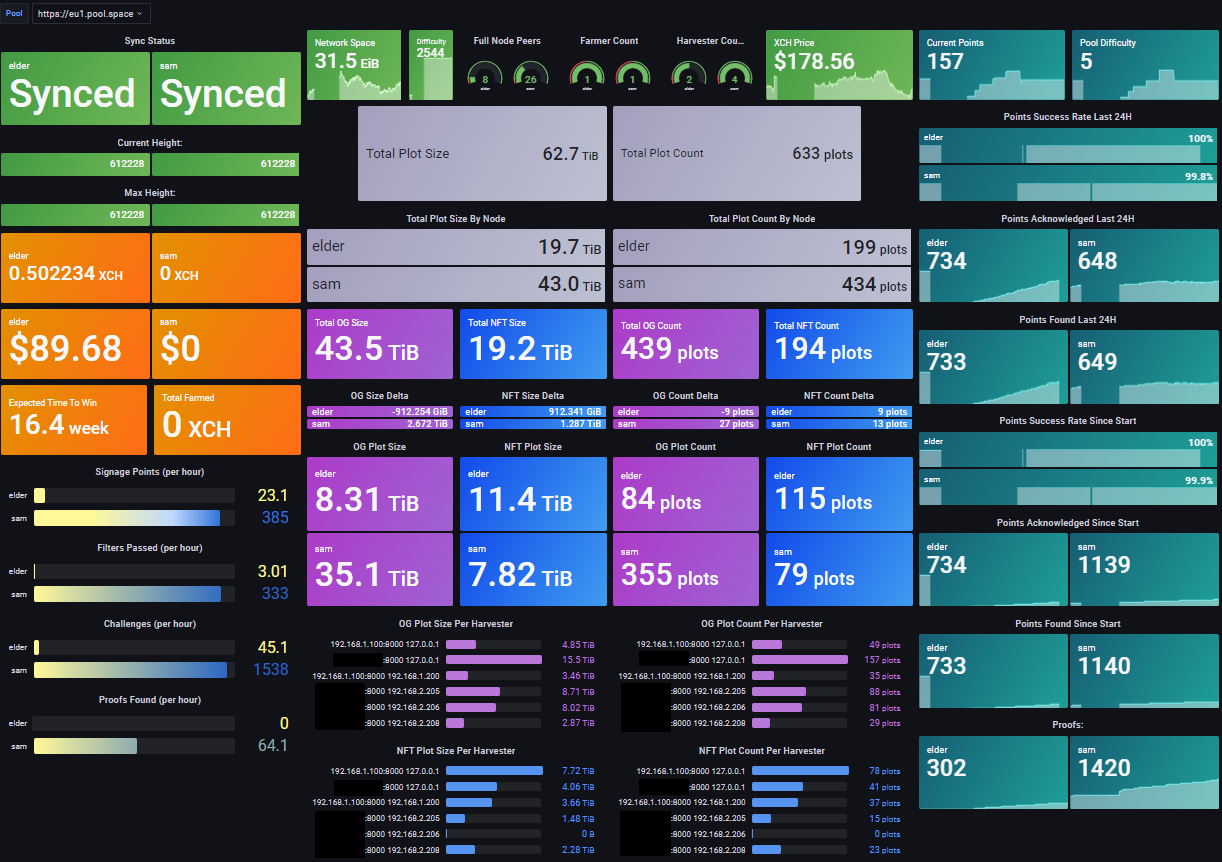 Pool https://eu1.pool.space
Sync Status
elder
Synced
sam
Synced
Current Height:
612228
612228
Max Height:
612228
612228
elder
0.502234 XCH
sam
0 XCH
elder
$89.68
sam
$0
Expected Time To Win
16.4 week
Total Farmed
0 XCH
Signage Points (per hour)
elder 23.1
sam 385
Filters Passed (per hour)
elder 3.01
sam 333
Challenges (per hour)
elder 45.1
sam 1538
Proofs Found (per hour)
elder 0
sam 64.1
Network Space
31.5 EiB
Difficulty
2544
Full Node Peers
8
elder
26
sam
Farmer Count
1
elder
1
sam
Harvester Cou...
2
elder
4
sam
XCH Price
$178.56
Total Plot Size 62.7 TiB
Total Plot Count 633 plots
Total Plot Size By Node
elder 19.7 TiB
sam 43.0 TiB
Total Plot Count By Node
elder 199 plots
sam 434 plots
Total OG Size
43.5 TiB
Total NFT Size
19.2 TiB
Total OG Count
439 plots
Total NFT Count
194 plots
OG Size Delta
elder -912.254 GiB
sam 2.672 TiB
NFT Size Delta
elder 912.341 GiB
sam 1.287 TiB
OG Count Delta
elder -9 plots
sam 27 plots
NFT Count Delta
elder 9 plots
sam 13 plots
OG Plot Size
elder
8.31 TiB
sam
35.1 TiB
NFT Plot Size
elder
11.4 TiB
sam
7.82 TiB
OG Plot Count
elder
84 plots
sam
355 plots
NFT Plot Count
elder
115 plots
sam
79 plots
OG Plot Size Per Harvester
192.168.1.100:8000 127.0.0.1 4.85 TiB
:8000 127.0.0.1 15.5 TiB
192.168.1.100:8000 192.168.1.200 3.46 TiB
:8000 192.168.2.205 8.71 TiB
:8000 192.168.2.206 8.02 TiB
:8000 192.168.2.208 2.87 TiB
OG Plot Count Per Harvester
192.168.1.100:8000 127.0.0.1 49 plots
:8000 127.0.0.1 157 plots
192.168.1.100:8000 192.168.1.200 35 plots
:8000 192.168.2.205 88 plots
:8000 192.168.2.206 81 plots
:8000 192.168.2.208 29 plots
NFT Plot Size Per Harvester
192.168.1.100:8000 127.0.0.1 7.72 TiB
:8000 127.0.0.1 4.06 TiB
192.168.1.100:8000 192.168.1.200 3.66 TiB
:8000 192.168.2.205 1.48 TiB
:8000 192.168.2.206 0 B
:8000 192.168.2.208 2.28 TiB
NFT Plot Count Per Harvester
192.168.1.100:8000 127.0.0.1 78 plots
:8000 127.0.0.1 41 plots
192.168.1.100:8000 192.168.1.200 37 plots
:8000 192.168.2.205 15 plots
:8000 192.168.2.206 0 plots
:8000 192.168.2.208 23 plots
Current Points
157
Pool Difficulty
5
Points Success Rate Last 24H
elder 100%
sam 99.8%
Points Acknowledged Last 24H
elder
734
sam
648
Points Found Last 24H
elder
733
sam
649
Points Success Rate Since Start
elder 100%
sam 99.9%
Points Acknowledged Since Start
elder
734
sam
1139
Points Found Since Start
elder
733
sam
1140
Proofs:
elder
302
sam
1420